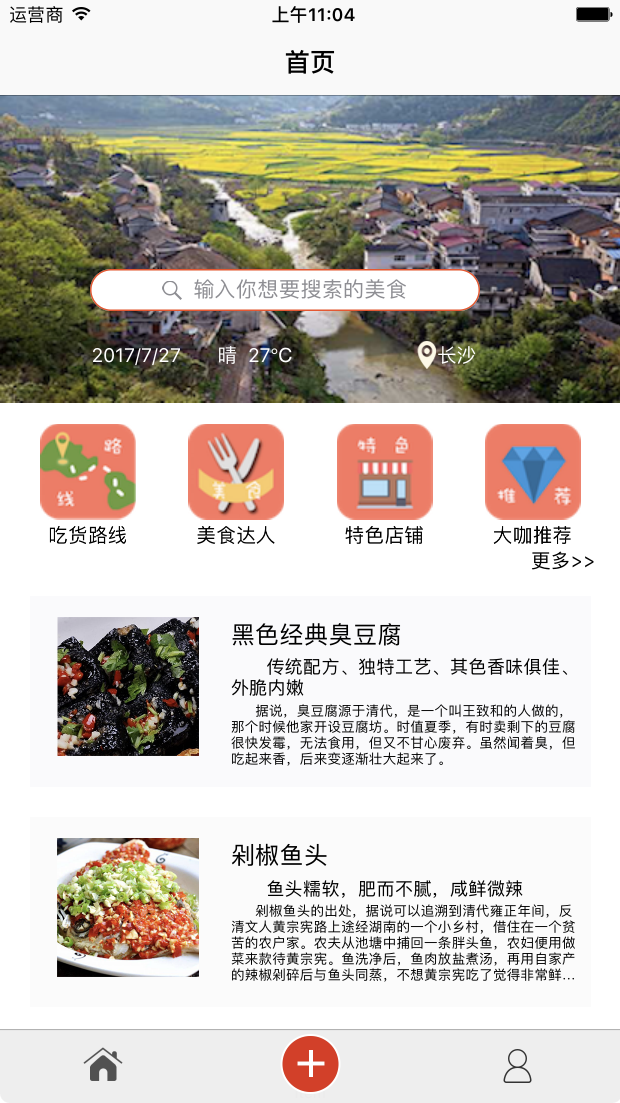 运营商 上午11:04
首页
输入你想要搜索的美食
2017/7/27 晴 27°C 长沙
路
线
美食
特色
推荐
吃货路线 美食达人 特色店铺 大咖推荐
更多>>
黑色经典臭豆腐
传统配方、独特工艺、其色香味俱佳、
外脆内嫩
据说，臭豆腐源于清代，是一个叫王致和的人做的，
那个时候他家开设豆腐坊。时值夏季，有时卖剩下的豆腐
很快发霉，无法食用，但又不甘心废弃。虽然闻着臭，但
吃起来香，后来变逐渐壮大起来了。
剁椒鱼头
鱼头糯软，肥而不腻，咸鲜微辣
剁椒鱼头的出处，据说可以追溯到清代雍正年间，反
清文人黄宗宪路上途经湖南的一个小乡村，借住在一个贫
苦的农户家。农夫从池塘中捕回一条胖头鱼，农妇便用做
菜来款待黄宗宪。鱼洗净后，鱼肉放盐煮汤，再用自家产
的辣椒剁碎后与鱼头同蒸，不想黄宗宪吃了觉得非常鲜...